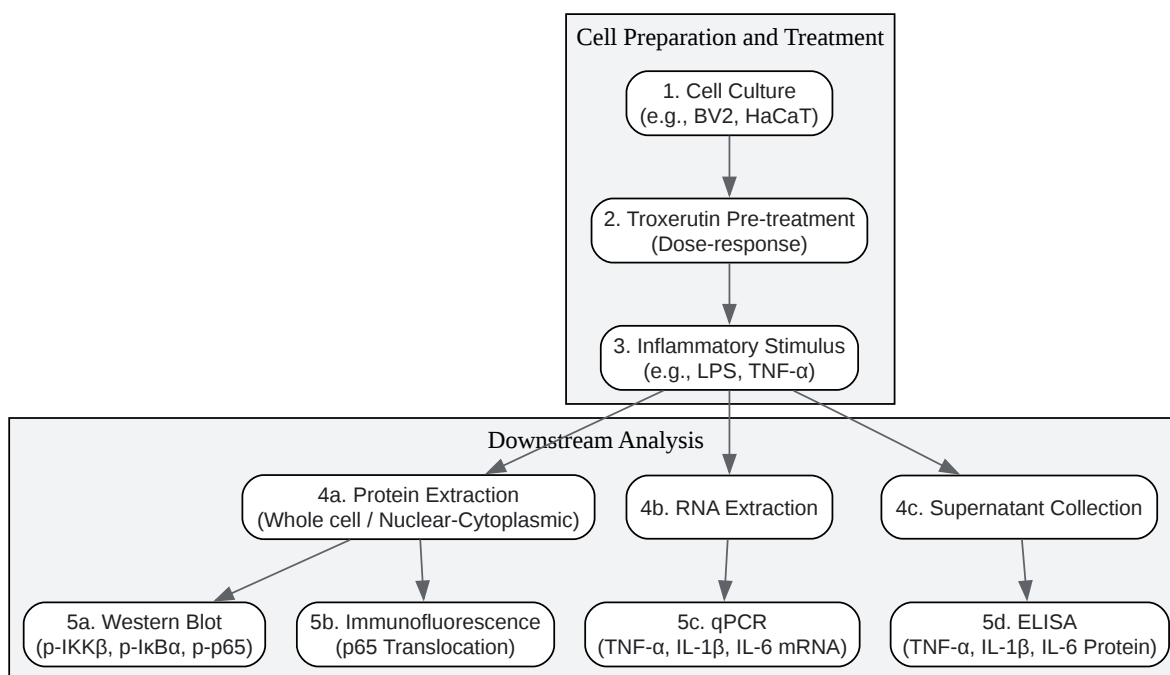 Cell Preparation and Treatment
1. Cell Culture
(e.g., BV2, HaCaT)
2. Troxerutin Pre-treatment
(Dose-response)
3. Inflammatory Stimulus
(e.g., LPS, TNF-α)
Downstream Analysis
4a. Protein Extraction
(Whole cell / Nuclear-Cytoplasmic)
4b. RNA Extraction
4c. Supernatant Collection
5a. Western Blot
(p-IKKβ, p-IκBα, p-p65)
5b. Immunofluorescence
(p65 Translocation)
5c. qPCR
(TNF-α, IL-1β, IL-6 mRNA)
5d. ELISA
(TNF-α, IL-1β, IL-6 Protein)